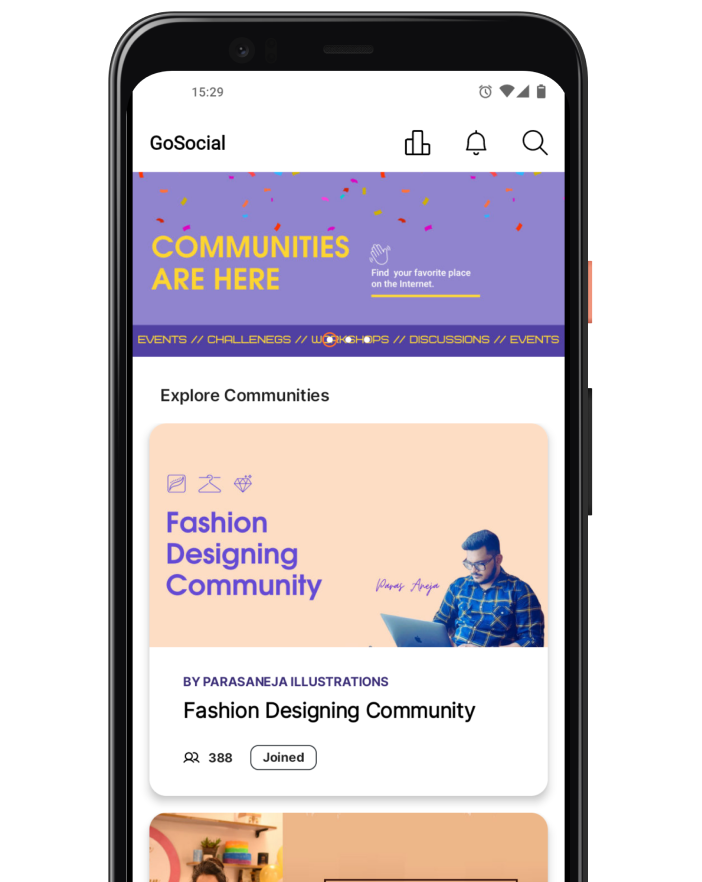 15:29
GoSocial
COMMUNITIES
ARE HERE
Find your favorite place
on the Internet.
EVENTS // CHALLENEGS // WORKSHOPS // DISCUSSIONS // EVENTS
Explore Communities
Fashion
Designing
Community
Paras Aneja
BY PARASANEJA ILLUSTRATIONS
Fashion Designing Community
388 Joined